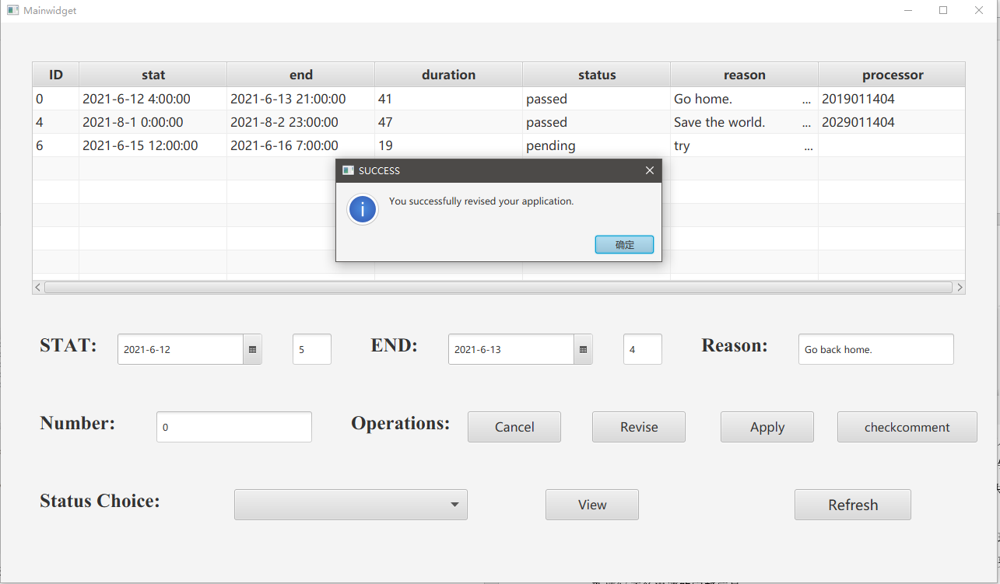 Mainwidget
ID stat end duration status reason processor
0 2021-6-12 4:00:00 2021-6-13 21:00:00 41 passed Go home. ... 2019011404
4 2021-8-1 0:00:00 2021-8-2 23:00:00 47 passed Save the world. ... 2029011404
6 2021-6-15 12:00:00 2021-6-16 7:00:00 19 pending try ...
SUCCESS
You successfully revised your application.
确定
STAT: 2021-6-12 5 END: 2021-6-13 4 Reason: Go back home.
Number: 0 Operations: Cancel Revise Apply checkcomment
Status Choice: View Refresh